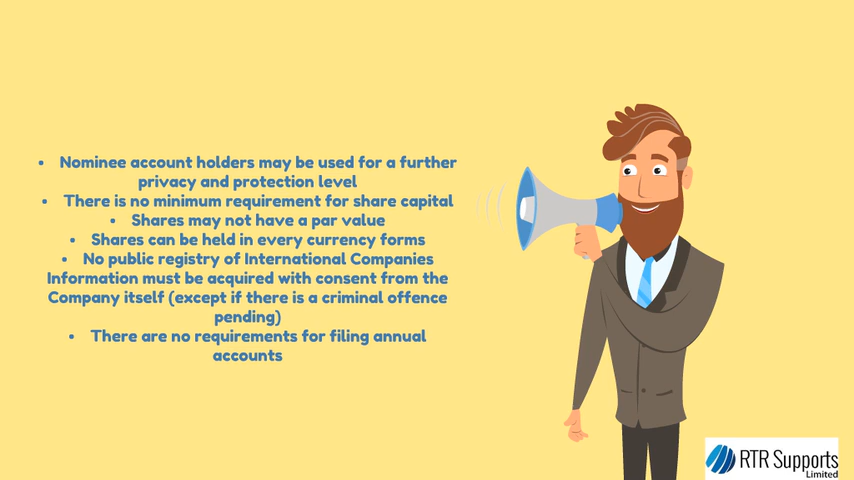 • Nominee account holders may be used for a further
privacy and protection level
• There is no minimum requirement for share capital
• Shares may not have a par value
• Shares can be held in every currency forms
• No public registry of International Companies
Information must be acquired with consent from the
Company itself (except if there is a criminal offence
pending)
• There are no requirements for filing annual
accounts
RTR Supports
Limited